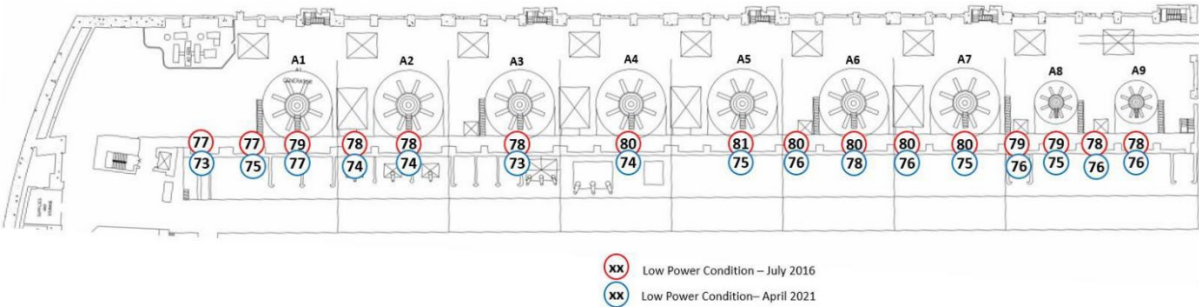 A1 A2 A3 A4 A5 A6 A7 A8 A9
77 77 79 78 78 78 80 81 80 80 80 80 79 79 78 78
73 75 77 74 74 73 74 75 76 78 76 75 76 75 76 76
xx Low Power Condition – July 2016
xx Low Power Condition– April 2021